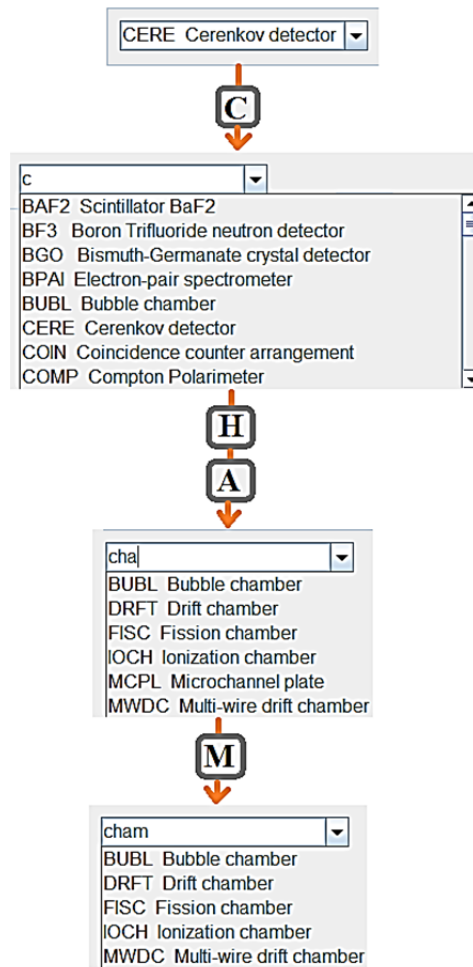 CERE Cerenkov detector
C
c
BAF2 Scintillator BaF2
BF3 Boron Trifluoride neutron detector
BGO Bismuth-Germanate crystal detector
BPAI Electron-pair spectrometer
BUBL Bubble chamber
CERE Cerenkov detector
COIN Coincidence counter arrangement
COMP Compton Polarimeter
H
A
cha
BUBL Bubble chamber
DRFT Drift chamber
FISC Fission chamber
IOCH Ionization chamber
MCPL Microchannel plate
MWDC Multi-wire drift chamber
M
cham
BUBL Bubble chamber
DRFT Drift chamber
FISC Fission chamber
IOCH Ionization chamber
MWDC Multi-wire drift chamber